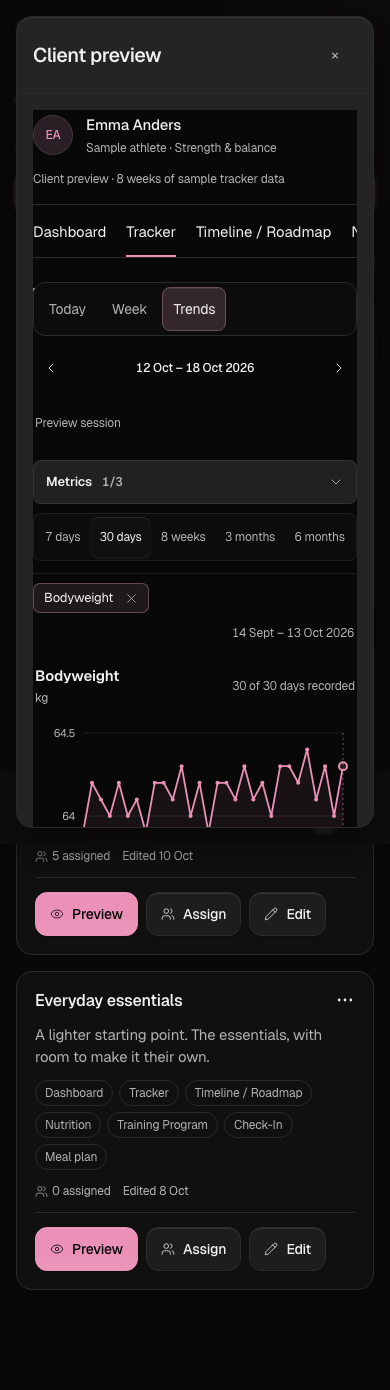 Client preview
×
EA
Emma Anders
Sample athlete · Strength & balance
Client preview · 8 weeks of sample tracker data
Dashboard Tracker Timeline / Roadmap
Today Week Trends
12 Oct – 18 Oct 2026
Preview session
Metrics 1/3
7 days 30 days 8 weeks 3 months 6 months
Bodyweight
14 Sept – 13 Oct 2026
Bodyweight
30 of 30 days recorded
kg
64.5
64
5 assigned Edited 10 Oct
Preview Assign Edit
Everyday essentials
A lighter starting point. The essentials, with
room to make it their own.
Dashboard Tracker Timeline / Roadmap
Nutrition Training Program Check-In
Meal plan
0 assigned Edited 8 Oct
Preview Assign Edit